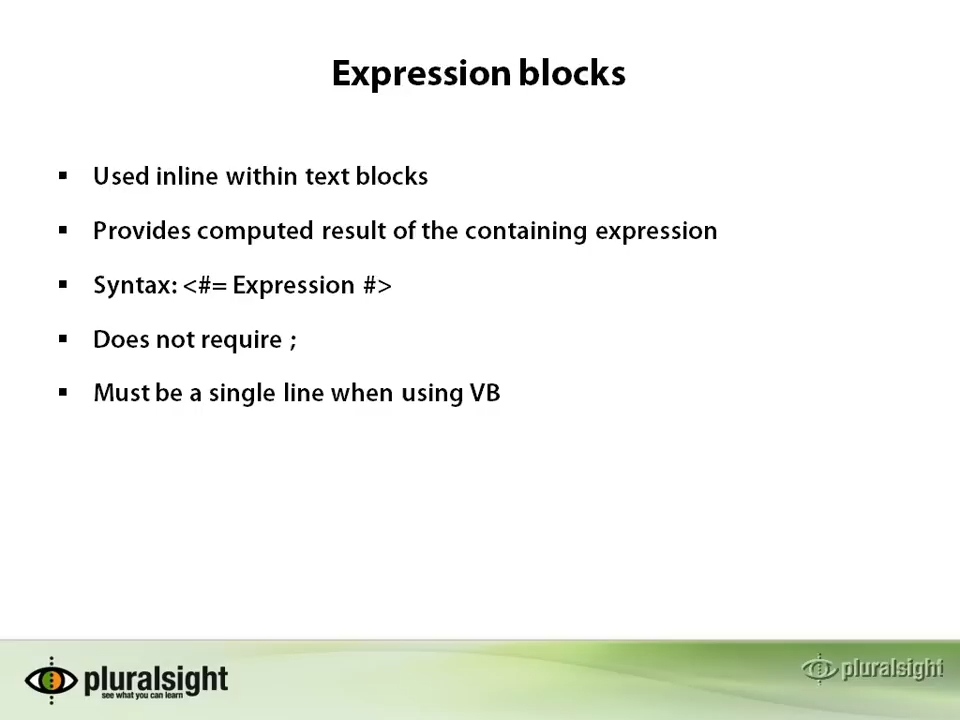 Expression blocks
▪ Used inline within text blocks
▪ Provides computed result of the containing expression
▪ Syntax: <#= Expression #>
▪ Does not require ;
▪ Must be a single line when using VB
pluralsight
see what you can learn
pluralsight